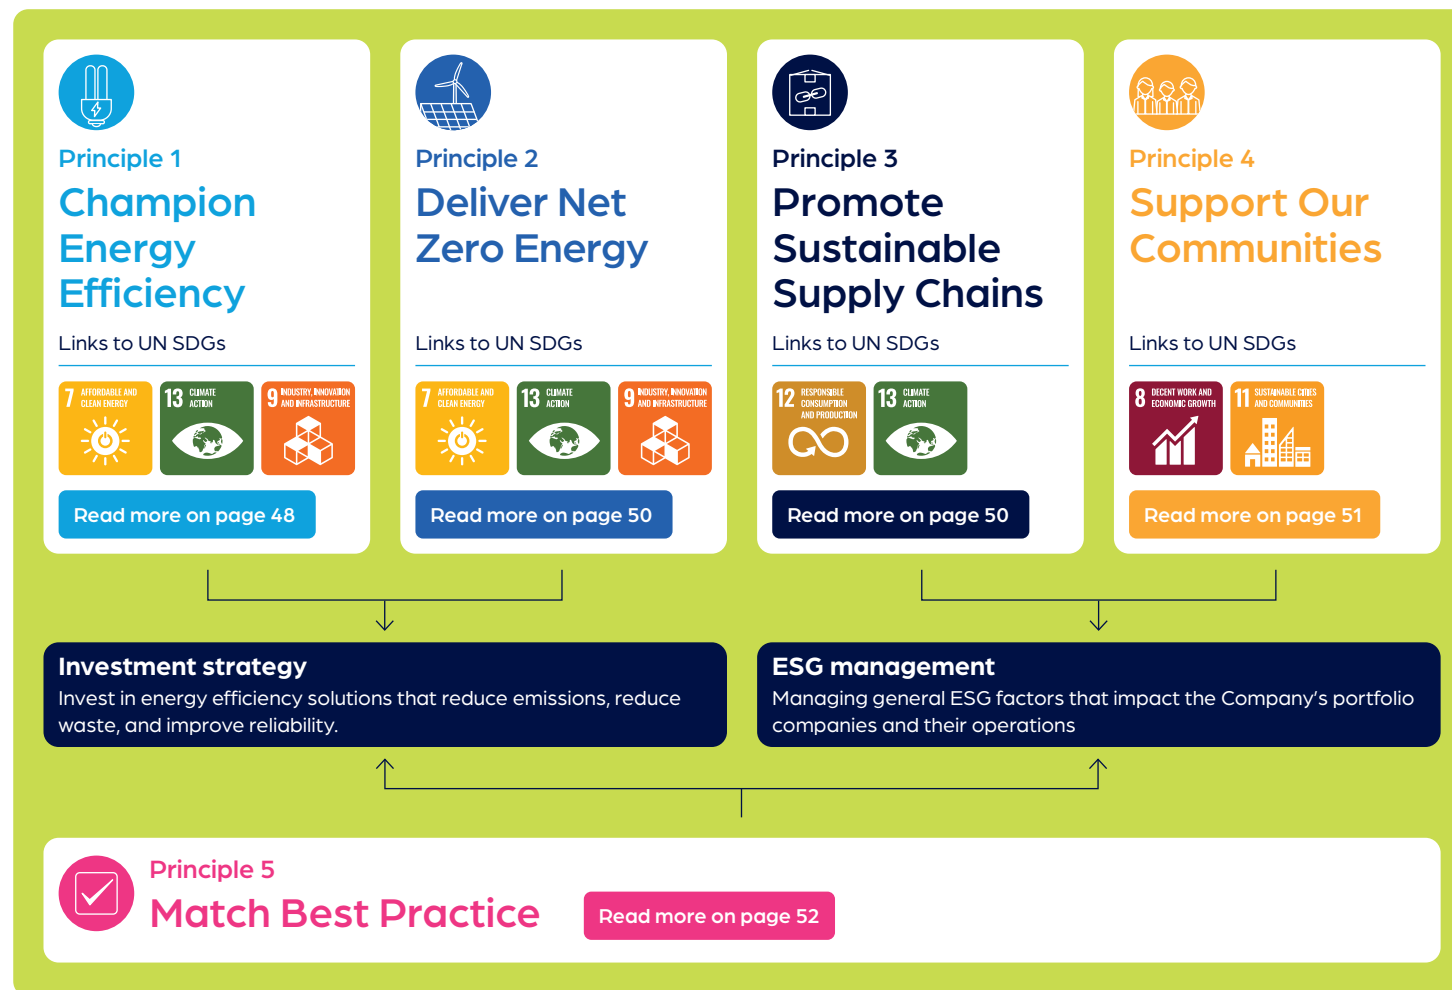 Principle 1
Champion
Energy
Efficiency
Links to UN SDGs
7 AFFORDABLE AND
CLEAN ENERGY
13 CLIMATE
ACTION
9 INDUSTRY, INNOVATION
AND INFRASTRUCTURE
Read more on page 48
Principle 2
Deliver Net
Zero Energy
Links to UN SDGs
7 AFFORDABLE AND
CLEAN ENERGY
13 CLIMATE
ACTION
9 INDUSTRY, INNOVATION
AND INFRASTRUCTURE
Read more on page 50
Principle 3
Promote
Sustainable
Supply Chains
Links to UN SDGs
12 RESPONSIBLE
CONSUMPTION
AND PRODUCTION
13 CLIMATE
ACTION
Read more on page 50
Principle 4
Support Our
Communities
Links to UN SDGs
8 DECENT WORK AND
ECONOMIC GROWTH
11 SUSTAINABLE CITIES
AND COMMUNITIES
Read more on page 51
Investment strategy
Invest in energy efficiency solutions that reduce emissions, reduce
waste, and improve reliability.
ESG management
Managing general ESG factors that impact the Company’s portfolio
companies and their operations
Principle 5
Match Best Practice
Read more on page 52